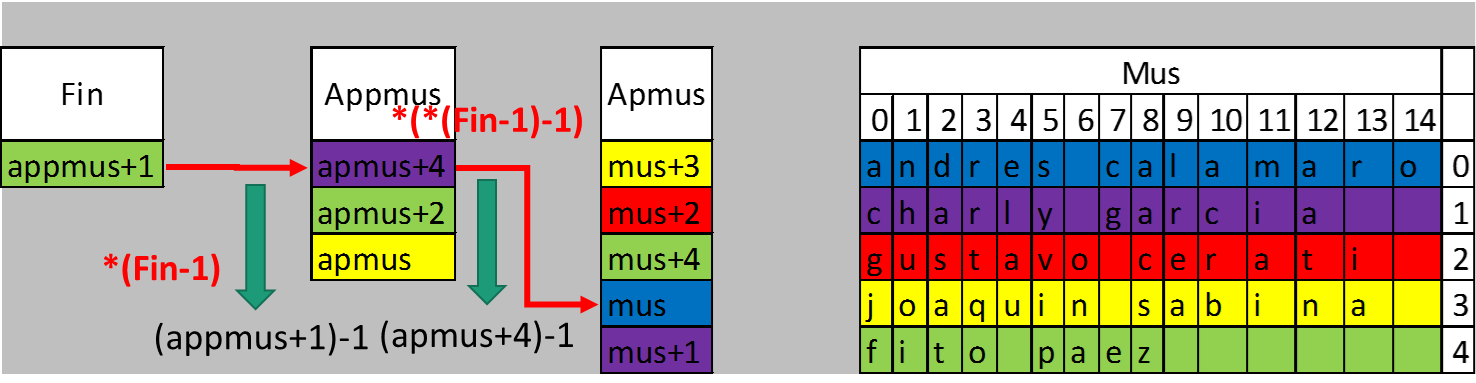 Fin
appmus+1
*(Fin-1)
(appmus+1)-1
Appmus
*(*(Fin-1)-1)
apmus+4
apmus+2
apmus
(apmus+4)-1
Apmus
mus+3
mus+2
mus+4
mus
mus+1
Mus
0 1 2 3 4 5 6 7 8 9 10 11 12 13 14
a n d r e s c a l a m a r o 0
c h a r l y g a r c i a 1
g u s t a v o c e r a t i 2
j o a q u i n s a b i n a 3
f i t o p a e z 4